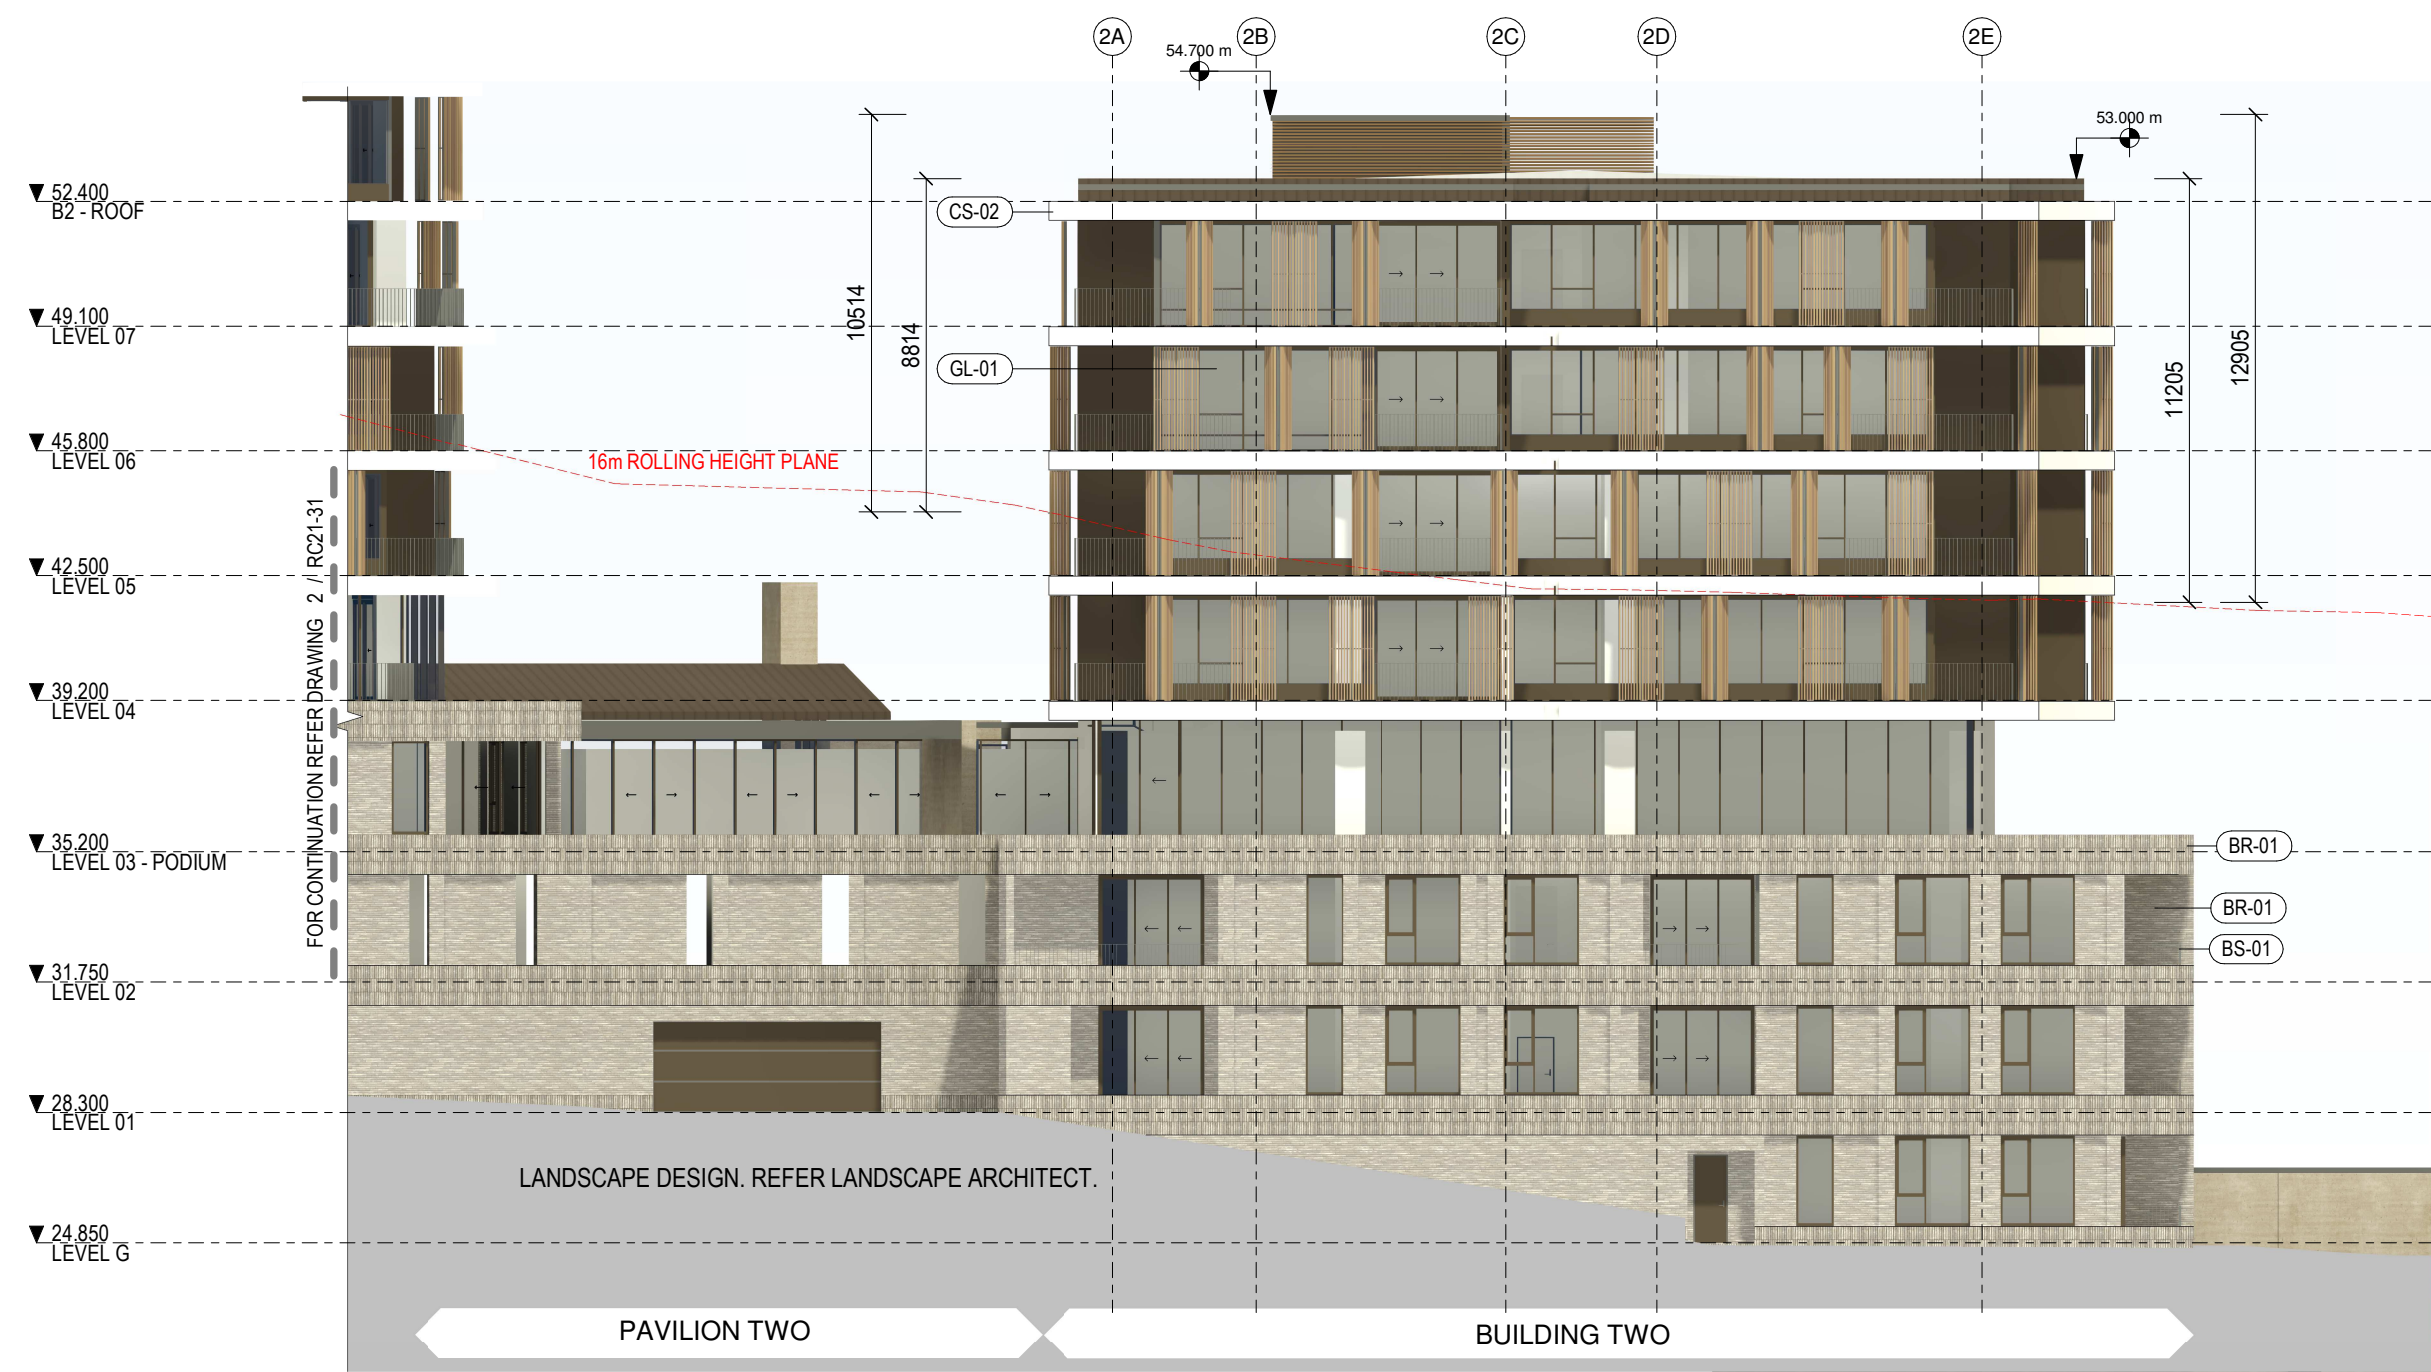 2A
2B
2C
2D
2E
54.700 m
53.000 m
52.400
B2 - ROOF
CS-02
49.100
LEVEL 07
10514
8814
GL-01
11205
12905
45.800
LEVEL 06
16m ROLLING HEIGHT PLANE
42.500
LEVEL 05
FOR CONTINUATION REFER DRAWING 2 / RC21-31
39.200
LEVEL 04
35.200
LEVEL 03 - PODIUM
BR-01
BR-01
BS-01
31.750
LEVEL 02
28.300
LEVEL 01
LANDSCAPE DESIGN. REFER LANDSCAPE ARCHITECT.
24.850
LEVEL G
PAVILION TWO
BUILDING TWO